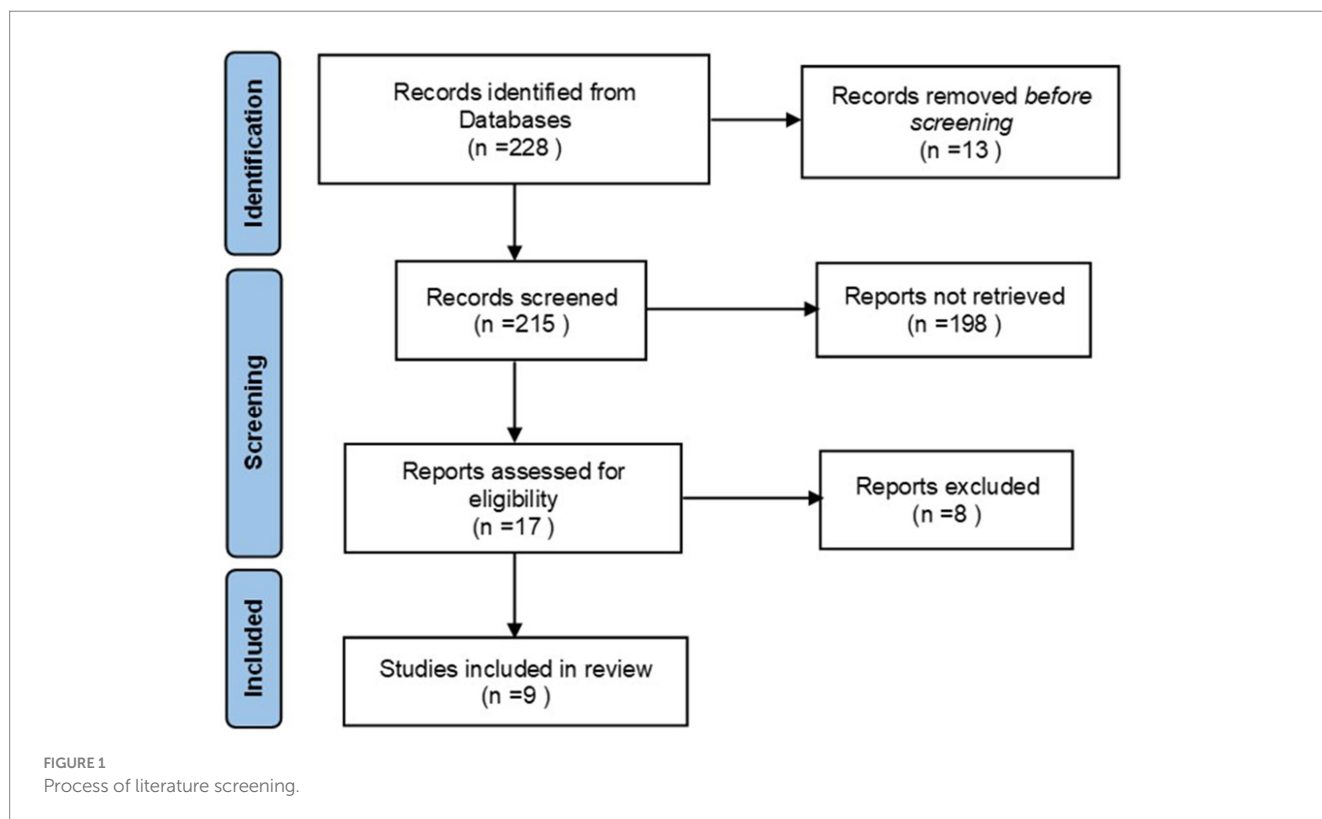 Identification
Records identified from
Databases
(n =228 )
Records removed before
screening
(n =13 )
Screening
Records screened
(n =215 )
Reports not retrieved
(n =198 )
Reports assessed for
eligibility
(n =17 )
Reports excluded
(n =8 )
Included
Studies included in review
(n =9 )
FIGURE 1
Process of literature screening.